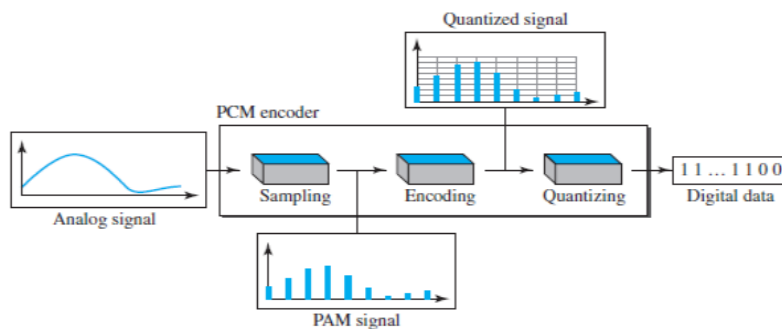 Quantized signal
PCM encoder
Analog signal
Sampling
Encoding
Quantizing
1 1 ... 1 1 0 0
Digital data
PAM signal